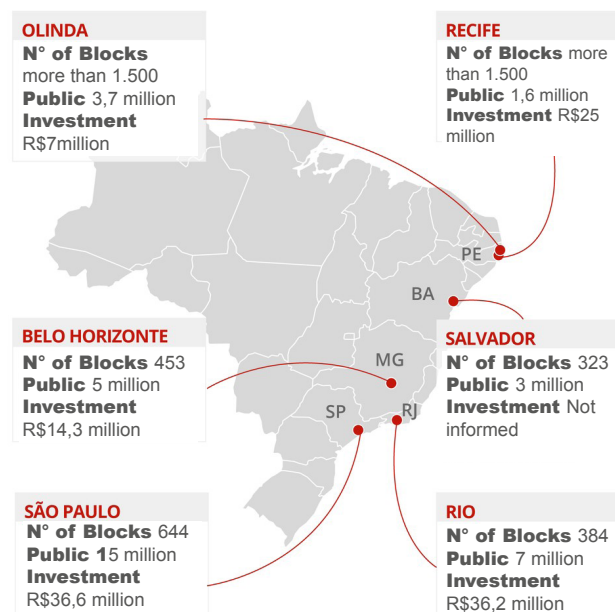 OLINDA
N° of Blocks
more than 1.500
Public 3,7 million
Investment
R$7million
RECIFE
N° of Blocks more
than 1.500
Public 1,6 million
Investment R$25
million
PE
BA
MG
SP
RJ
BELO HORIZONTE
N° of Blocks 453
Public 5 million
Investment
R$14,3 million
SALVADOR
N° of Blocks 323
Public 3 million
Investment Not
informed
SÃO PAULO
N° of Blocks 644
Public 15 million
Investment
R$36,6 million
RIO
N° of Blocks 384
Public 7 million
Investment
R$36,2 million